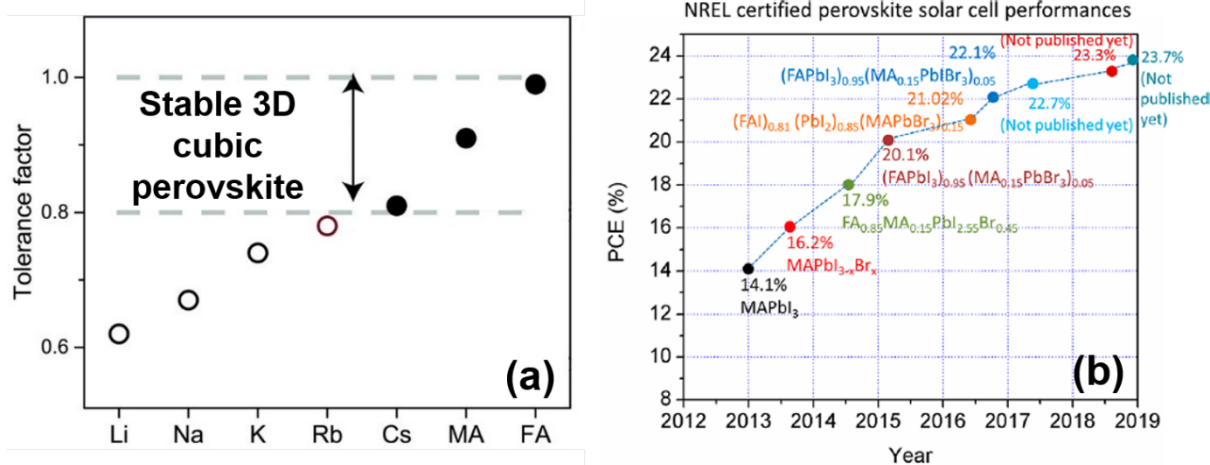 Tolerance factor
1.0
0.8
0.6
Stable 3D
cubic
perovskite
(a)
Li Na K Rb Cs MA FA
NREL certified perovskite solar cell performances
PCE (%)
24
22
20
18
16
14
12
10
8
(Not published yet)
23.3%
23.7%
(Not
published
yet)
22.1%
(FAPbI3)0.95(MA0.15PbIBr3)0.05
22.7%
(Not published yet)
21.02%
(FAI)0.81 (PbI2)0.85(MAPbBr3)0.15
20.1%
(FAPbI3)0.95(MA0.15PbBr3)0.05
17.9%
FA0.85MA0.15PbI2.55Br0.45
16.2%
MAPbI3-xBrx
14.1%
MAPbI3
(b)
2012 2013 2014 2015 2016 2017 2018 2019
Year